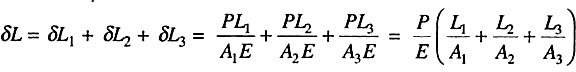 δL = δL₁ + δL₂ + δL₃ = PL₁/A₁E + PL₂/A₂E + PL₃/A₃E = P/E (L₁/A₁ + L₂/A₂ + L₃/A₃)